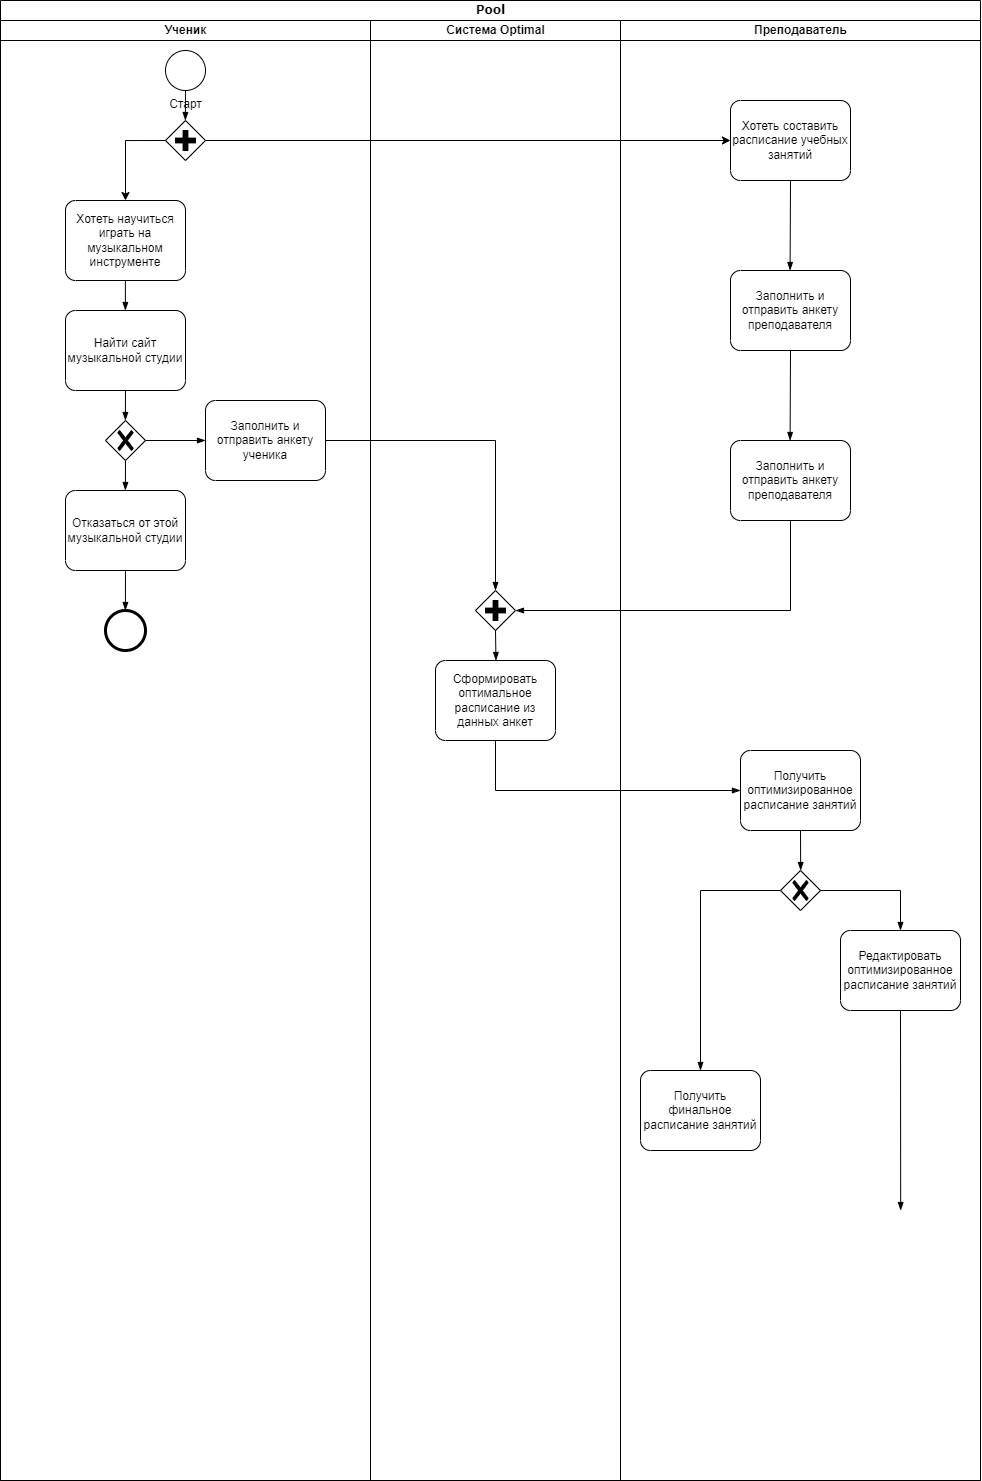 Pool
Ученик
Система Optimal
Преподаватель
Старт
Хотеть составить
расписание учебных
занятий
Хотеть научиться
играть на
музыкальном
инструменте
Заполнить и
отправить анкету
преподавателя
Найти сайт
музыкальной студии
Заполнить и
отправить анкету
ученика
Заполнить и
отправить анкету
преподавателя
Отказаться от этой
музыкальной студии
Сформировать
оптимальное
расписание из
данных анкет
Получить
оптимизированное
расписание занятий
Редактировать
оптимизированное
расписание занятий
Получить
финальное
расписание занятий